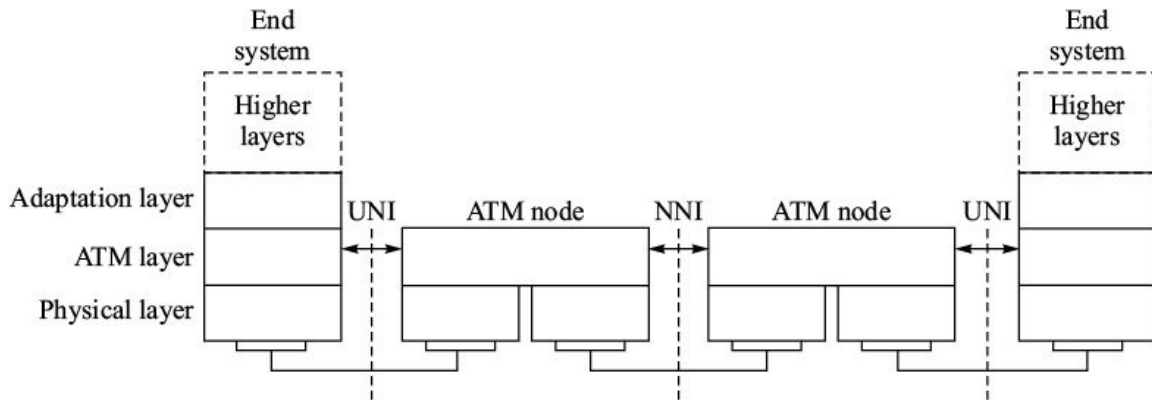 End
system
Higher
layers
End
system
Higher
layers
Adaptation layer
UNI
ATM node
NNI
ATM node
UNI
ATM layer
Physical layer